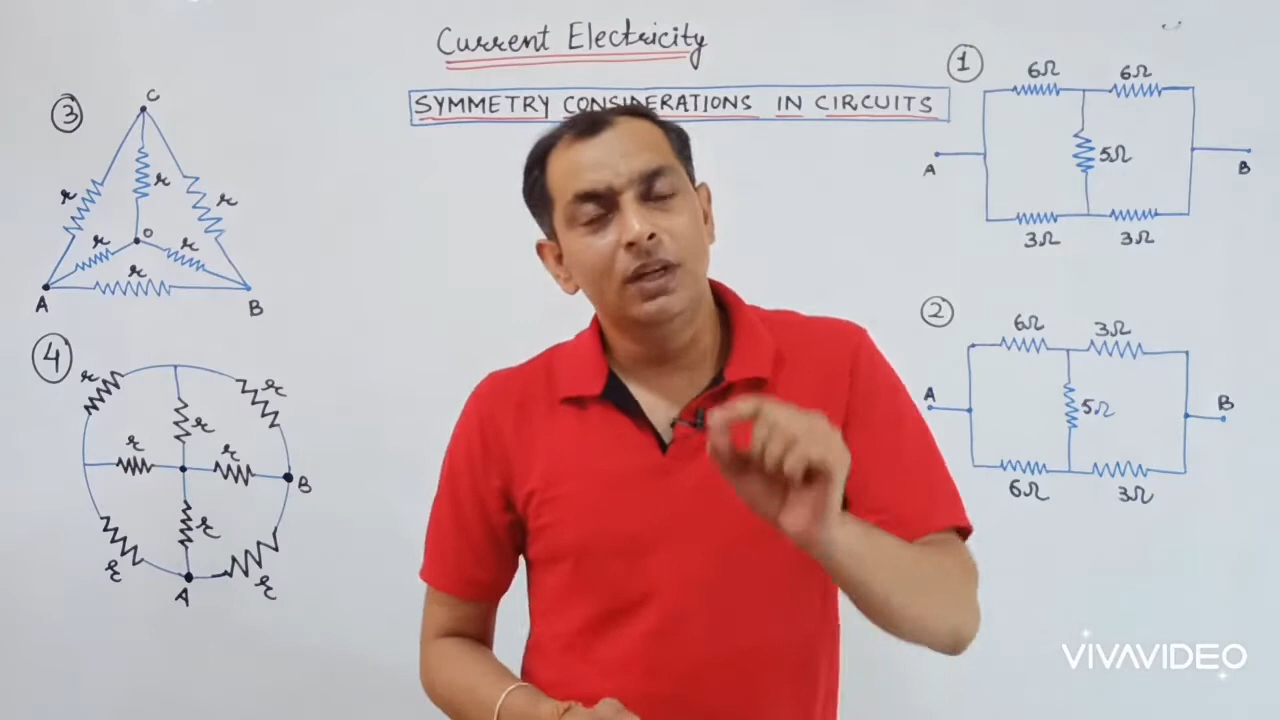 Current Electricity
SYMMETRY CONSIDERATIONS IN CIRCUITS
3
C
r
r
r
O
r
r
r
A
B
4
r
r
r
r
r
B
r
r
r
A
1
6Ω
6Ω
A
5Ω
B
3Ω
3Ω
2
6Ω
3Ω
A
5Ω
B
6Ω
3Ω
VIVAVIDEO